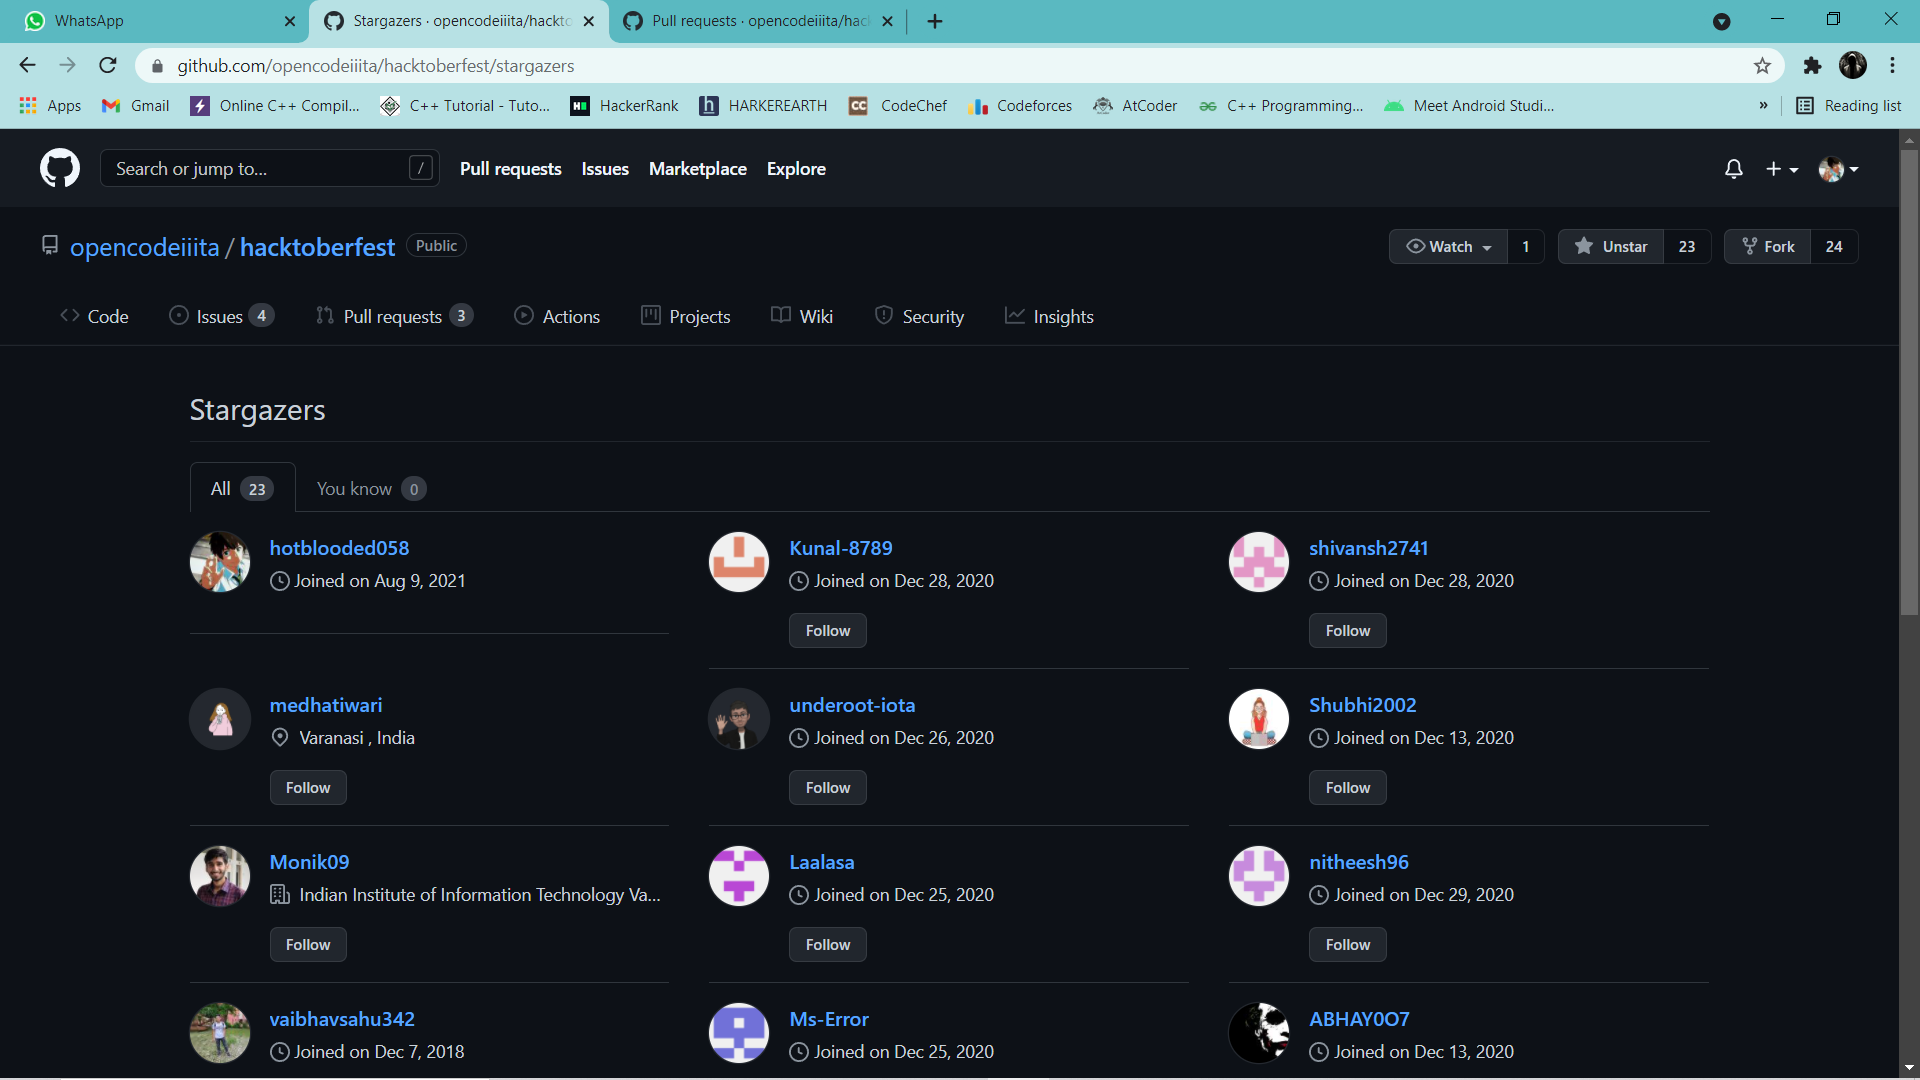 WhatsApp
Stargazers · opencodeiiita/hackto
Pull requests · opencodeiiita/hack
github.com/opencodeiiita/hacktoberfest/stargazers
Apps Gmail Online C++ Compil... C++ Tutorial - Tuto... HackerRank HARKEREARTH CodeChef Codeforces AtCoder C++ Programming... Meet Android Studi... » Reading list
Search or jump to... / Pull requests Issues Marketplace Explore
opencodeiiita / hacktoberfest Public Watch 1 Unstar 23 Fork 24
Code Issues 4 Pull requests 3 Actions Projects Wiki Security Insights
Stargazers
All 23 You know 0
hotblooded058
Joined on Aug 9, 2021
Kunal-8789
Joined on Dec 28, 2020
Follow
shivansh2741
Joined on Dec 28, 2020
Follow
medhatiwari
Varanasi , India
Follow
underoot-iota
Joined on Dec 26, 2020
Follow
Shubhi2002
Joined on Dec 13, 2020
Follow
Monik09
Indian Institute of Information Technology Va...
Follow
Laalasa
Joined on Dec 25, 2020
Follow
nitheesh96
Joined on Dec 29, 2020
Follow
vaibhavsahu342
Joined on Dec 7, 2018
Ms-Error
Joined on Dec 25, 2020
ABHAY0O7
Joined on Dec 13, 2020